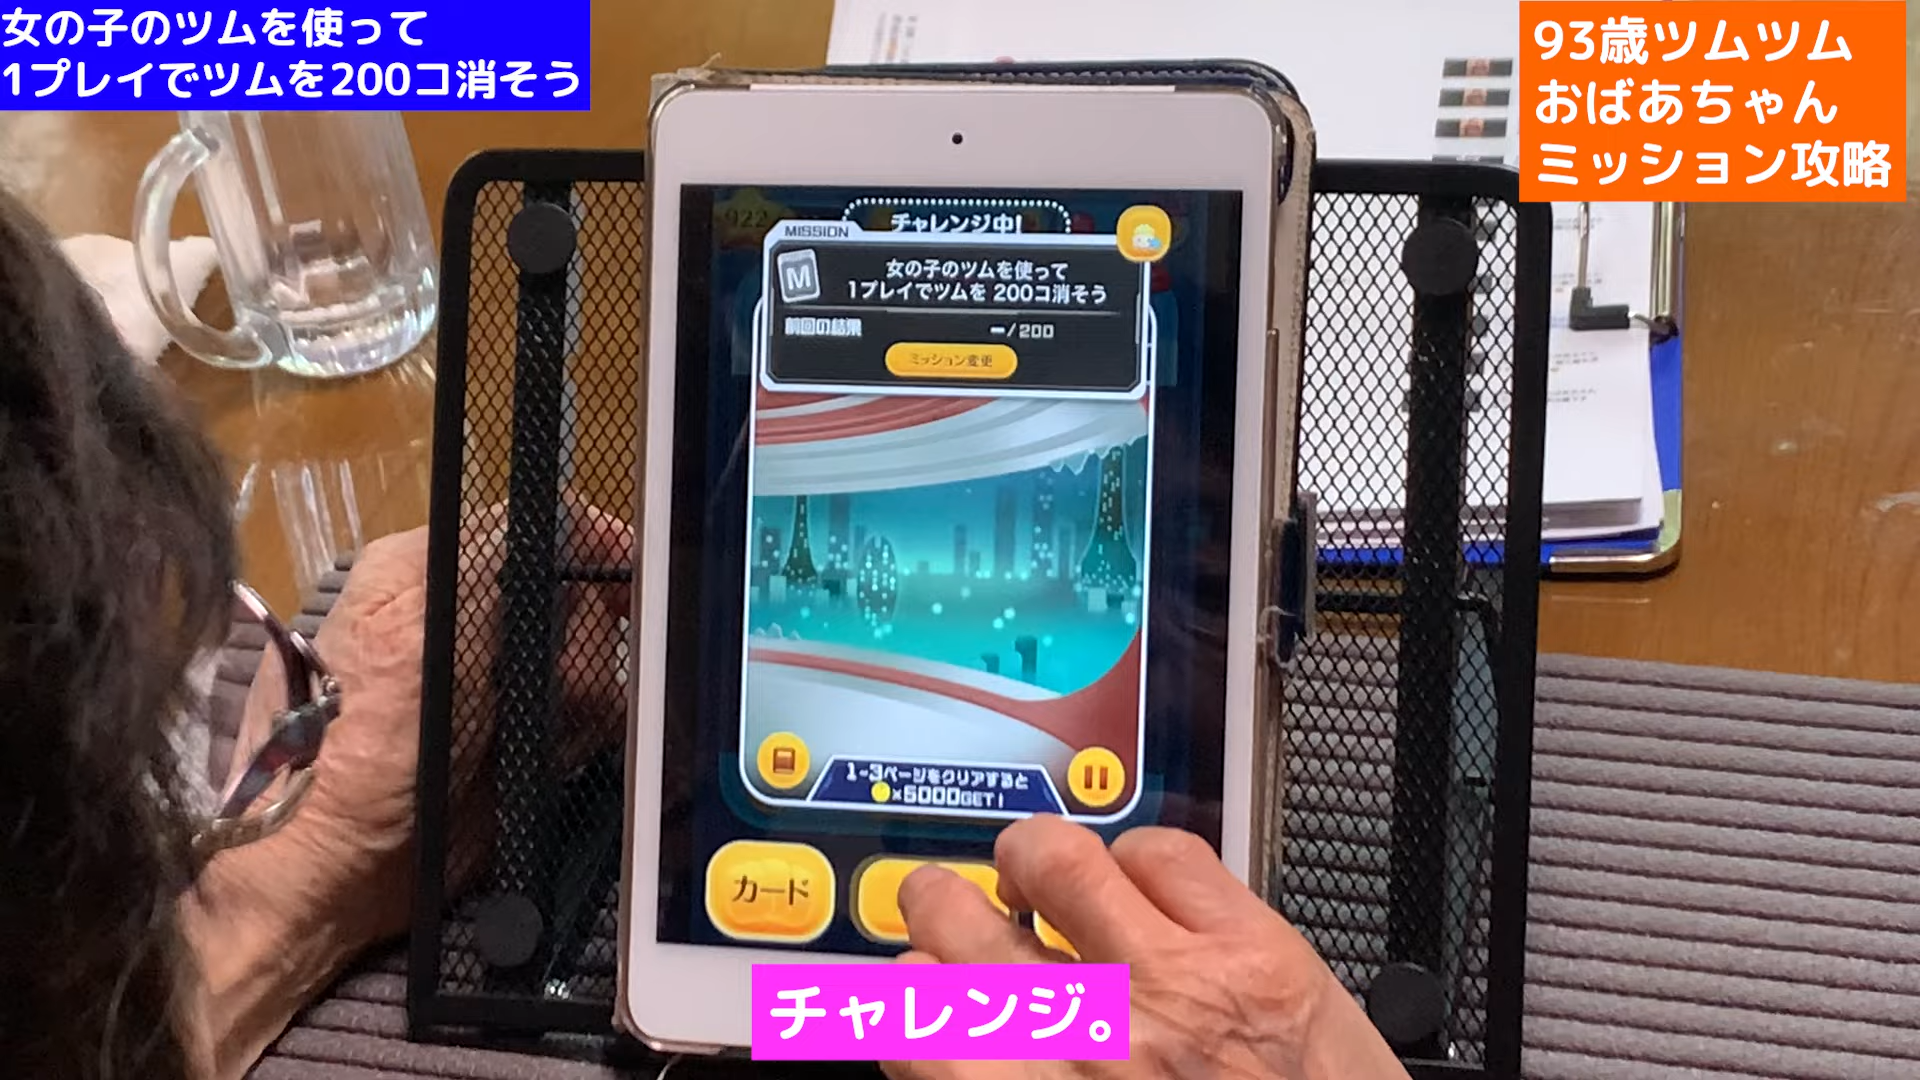 女の子のツムを使って
1プレイでツムを200コ消そう
93歳ツムツム
おばあちゃん
ミッション攻略
922
チャレンジ中!
MISSION
M
女の子のツムを使って
1プレイでツムを 200コ消そう
前回の結果 -/200
ミッション変更
1-3ページをクリアすると
×5000GET!
カード
チャレンジ。